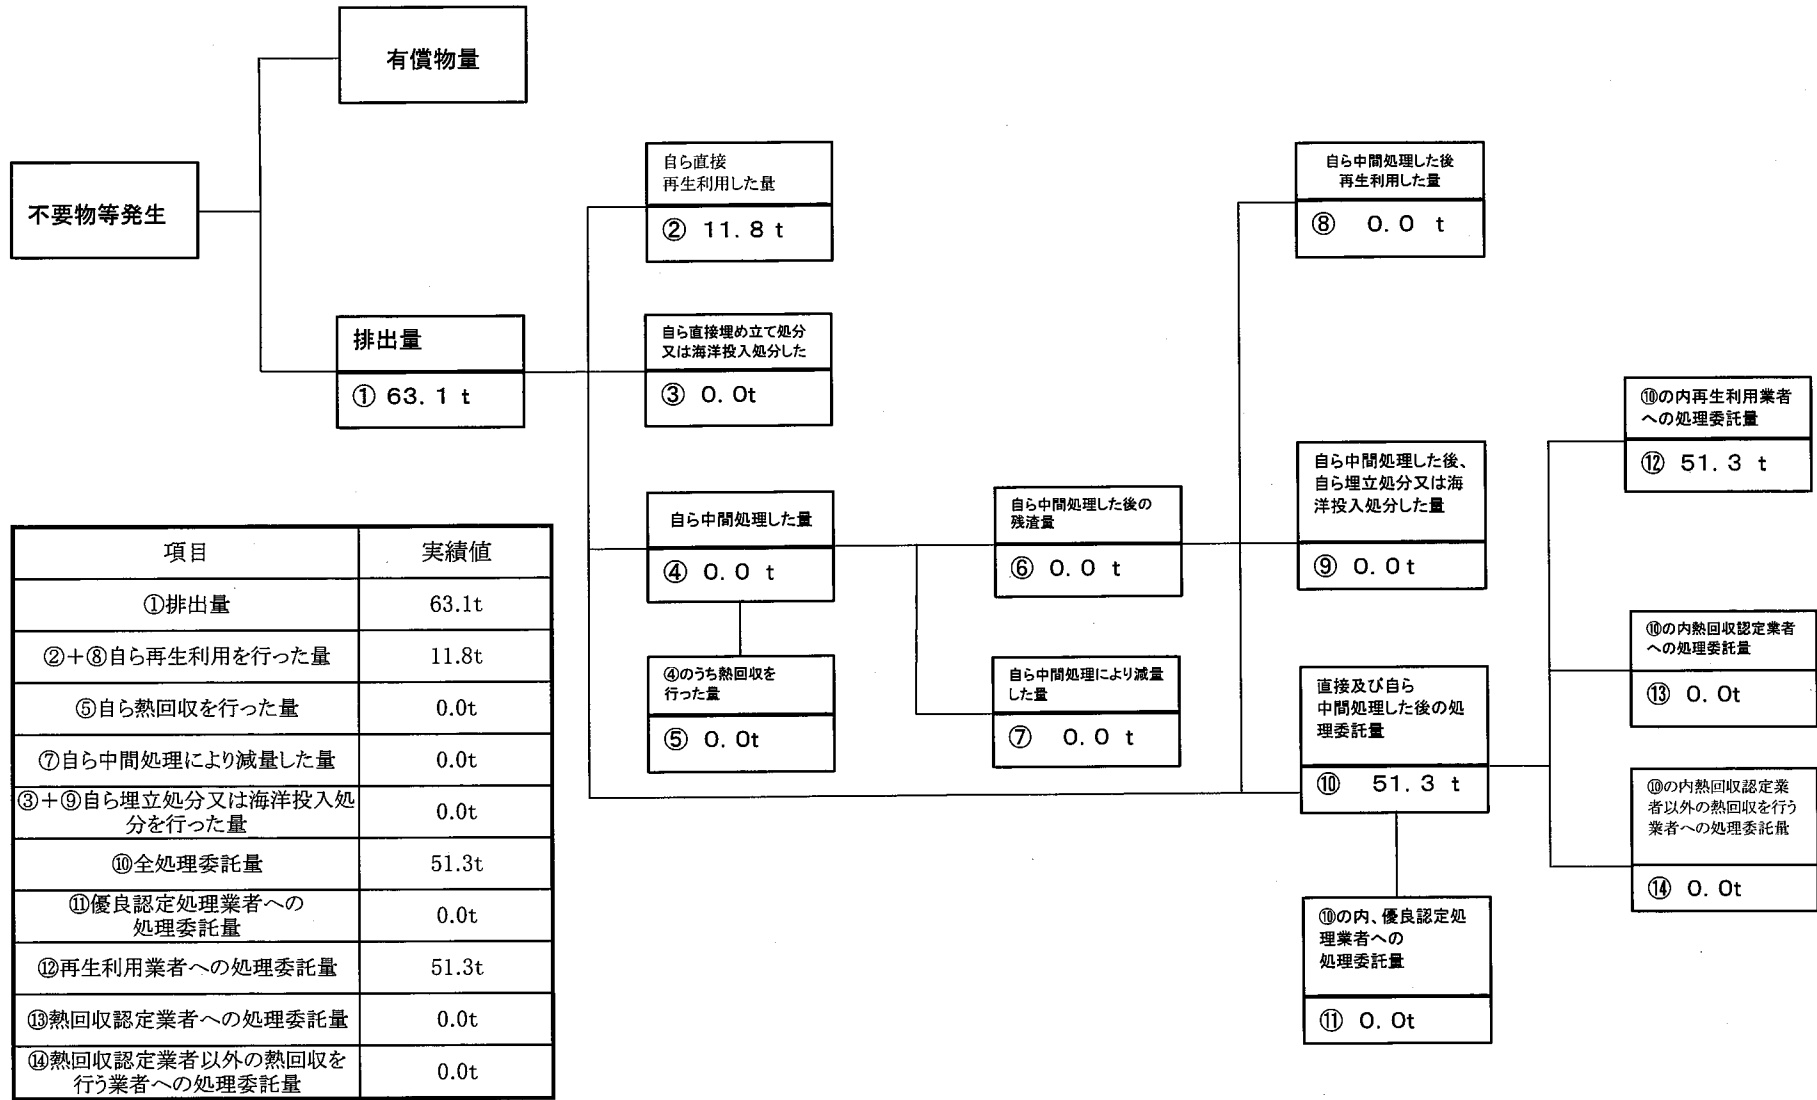 有償物量
不要物等発生
排出量
① 63.1 t
自ら直接
再生利用した量
② 11.8 t
自ら直接埋め立て処分
又は海洋投入処分した
③ 0.0t
自ら中間処理した量
④ 0.0 t
④のうち熱回収を
行った量
⑤ 0.0t
自ら中間処理した後の
残渣量
⑥ 0.0 t
自ら中間処理により減量
した量
⑦ 0.0 t
自ら中間処理した後
再生利用した量
⑧ 0.0 t
自ら中間処理した後、
自ら埋立処分又は海
洋投入処分した量
⑨ 0.0t
直接及び自ら
中間処理した後の処
理委託量
⑩ 51.3 t
⑩の内、優良認定処
理業者への
処理委託量
⑪ 0.0t
⑩の内再生利用業者
への処理委託量
⑫ 51.3 t
⑩の内熱回収認定業者
への処理委託量
⑬ 0.0t
⑩の内熱回収認定業
者以外の熱回収を行う
業者への処理委託量
⑭ 0.0t
項目 実績値
①排出量 63.1t
②+⑧自ら再生利用を行った量 11.8t
⑤自ら熱回収を行った量 0.0t
⑦自ら中間処理により減量した量 0.0t
③+⑨自ら埋立処分又は海洋投入処
分を行った量 0.0t
⑩全処理委託量 51.3t
⑪優良認定処理業者への
処理委託量 0.0t
⑫再生利用業者への処理委託量 51.3t
⑬熱回収認定業者への処理委託量 0.0t
⑭熱回収認定業者以外の熱回収を
行う業者への処理委託量 0.0t